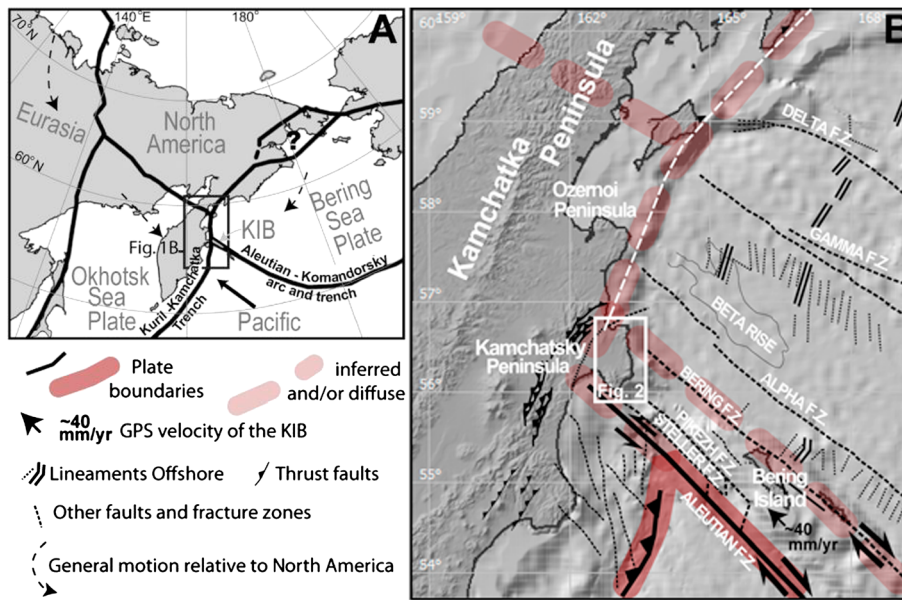 140°E
180°
70°N
A
Eurasia
North
America
?
60°N
Fig. 1B
KIB
Bering
Sea
Plate
Okhotsk
Sea
Plate
Kuril -Kamchatka
Trench
Aleutian - Komandorsky
arc and trench
Pacific
Plate
boundaries
inferred
and/or diffuse
~40
mm/yr
GPS velocity of the KIB
Lineaments Offshore
Thrust faults
Other faults and fracture zones
General motion relative to North America
60°
159°
162°
165°
168°
B
Kamchatka
Peninsula
59°
DELTA F.Z.
Ozernoi
Peninsula
58°
GAMMA F.Z.
57°
BETA RISE
Kamchatsky
Peninsula
56°
Fig. 2
ALPHA F.Z.
BERING F.Z.
PIKEZH F.Z.
STELLER F.Z.
55°
Bering
Island
ALEUTIAN F.Z.
~40
mm/yr
54°